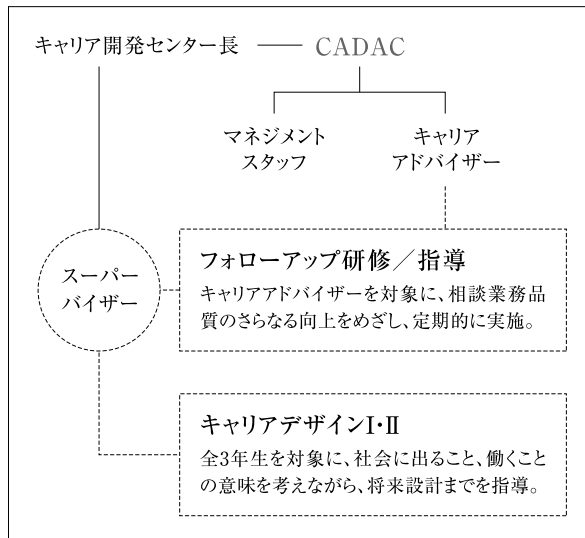 キャリア開発センター長
CADAC
マネジメント
スタッフ
キャリア
アドバイザー
スーパー
バイザー
フォローアップ研修／指導
キャリアアドバイザーを対象に、相談業務品
質のさらなる向上をめざし、定期的に実施。
キャリアデザインⅠ・Ⅱ
全3年生を対象に、社会に出ること、働くこと
の意味を考えながら、将来設計までを指導。